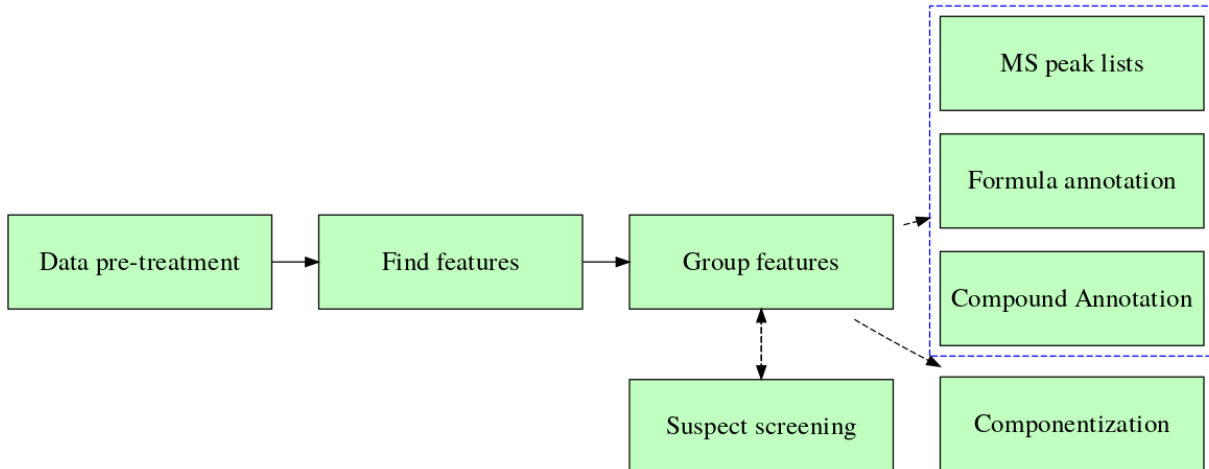 MS peak lists
Formula annotation
Data pre-treatment
Find features
Group features
Compound Annotation
Suspect screening
Componentization